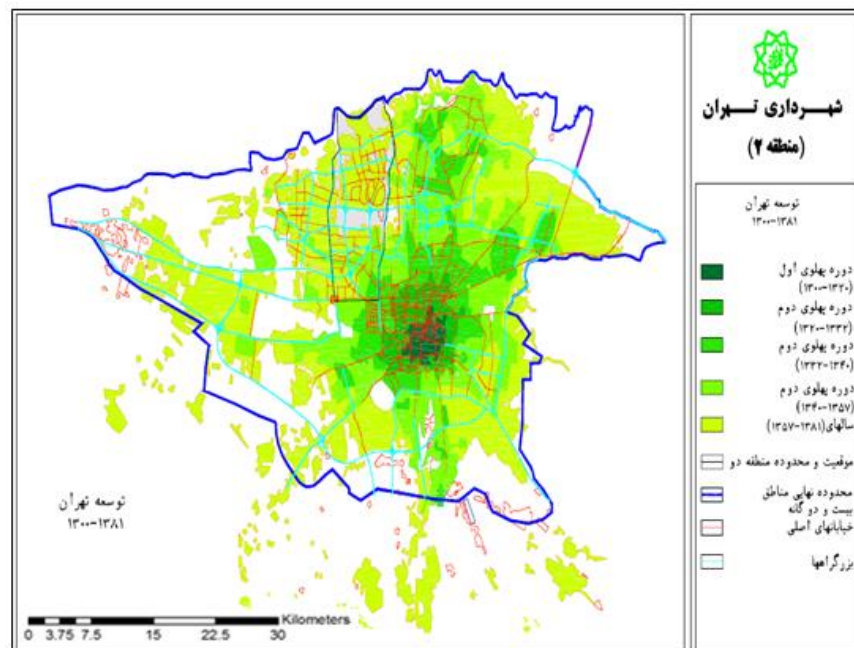 شهرداری تهران
(منطقه ۲)
توسعه تهران
۱۳۰۰-۱۳۸۱
دوره پهلوی اول
(۱۳۰۰-۱۳۲۰)
دوره پهلوی دوم
(۱۳۲۰-۱۳۳۲)
دوره پهلوی دوم
(۱۳۳۲-۱۳۴۰)
دوره پهلوی دوم
(۱۳۴۰-۱۳۵۷)
سالهای(۱۳۵۷-۱۳۸۱)
موقعیت و محدوده منطقه دو
محدوده نهایی مناطق
بیست و دو گانه
خیابانهای اصلی
بزرگراهها
توسعه تهران
۱۳۰۰-۱۳۸۱
Kilometers
0 3.75 7.5 15 22.5 30